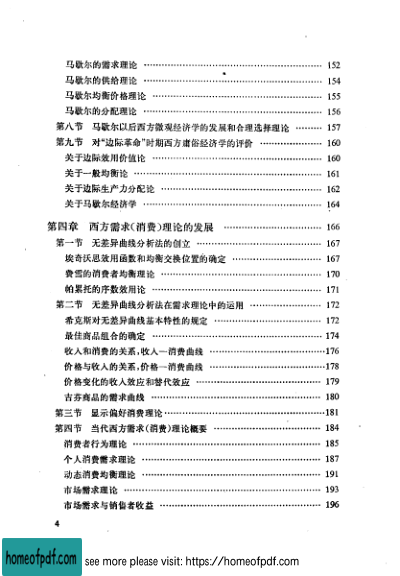 马歇尔的需求理论 …… 152
马歇尔的供给理论 …… 154
马歇尔均衡价格理论 …… 155
马歇尔的分配理论 …… 156
第八节 马歇尔以后西方微观经济学的发展和合理选择理论 …… 157
第九节 对“边际革命”时期西方庸俗经济学的评价 …… 160
关于边际效用价值论 …… 160
关于一般均衡论 …… 161
关于边际生产力分配论 …… 162
关于马歇尔经济学 …… 164
第四章 西方需求(消费)理论的发展 …… 166
第一节 无差异曲线分析法的创立 …… 167
埃奇沃思效用函数和均衡交换位置的确定 …… 167
费雪的消费者均衡理论 …… 170
帕累托的序数效用论 …… 171
第二节 无差异曲线分析法在需求理论中的运用 …… 172
希克斯对无差异曲线基本特性的规定 …… 172
最佳商品组合的确定 …… 174
收入和消费的关系,收入—消费曲线 …… 176
价格与收入的关系,价格—消费曲线 …… 178
价格变化的收入效应和替代效应 …… 179
吉芬商品的需求曲线 …… 180
第三节 显示偏好消费理论 …… 181
第四节 当代西方需求(消费)理论概要 …… 184
消费者行为理论 …… 185
个人消费需求理论 …… 187
动态消费均衡理论 …… 191
市场需求理论 …… 193
市场需求与销售者收益 …… 196
4
homeofpdf.com
see more please visit: https://homeofpdf.com